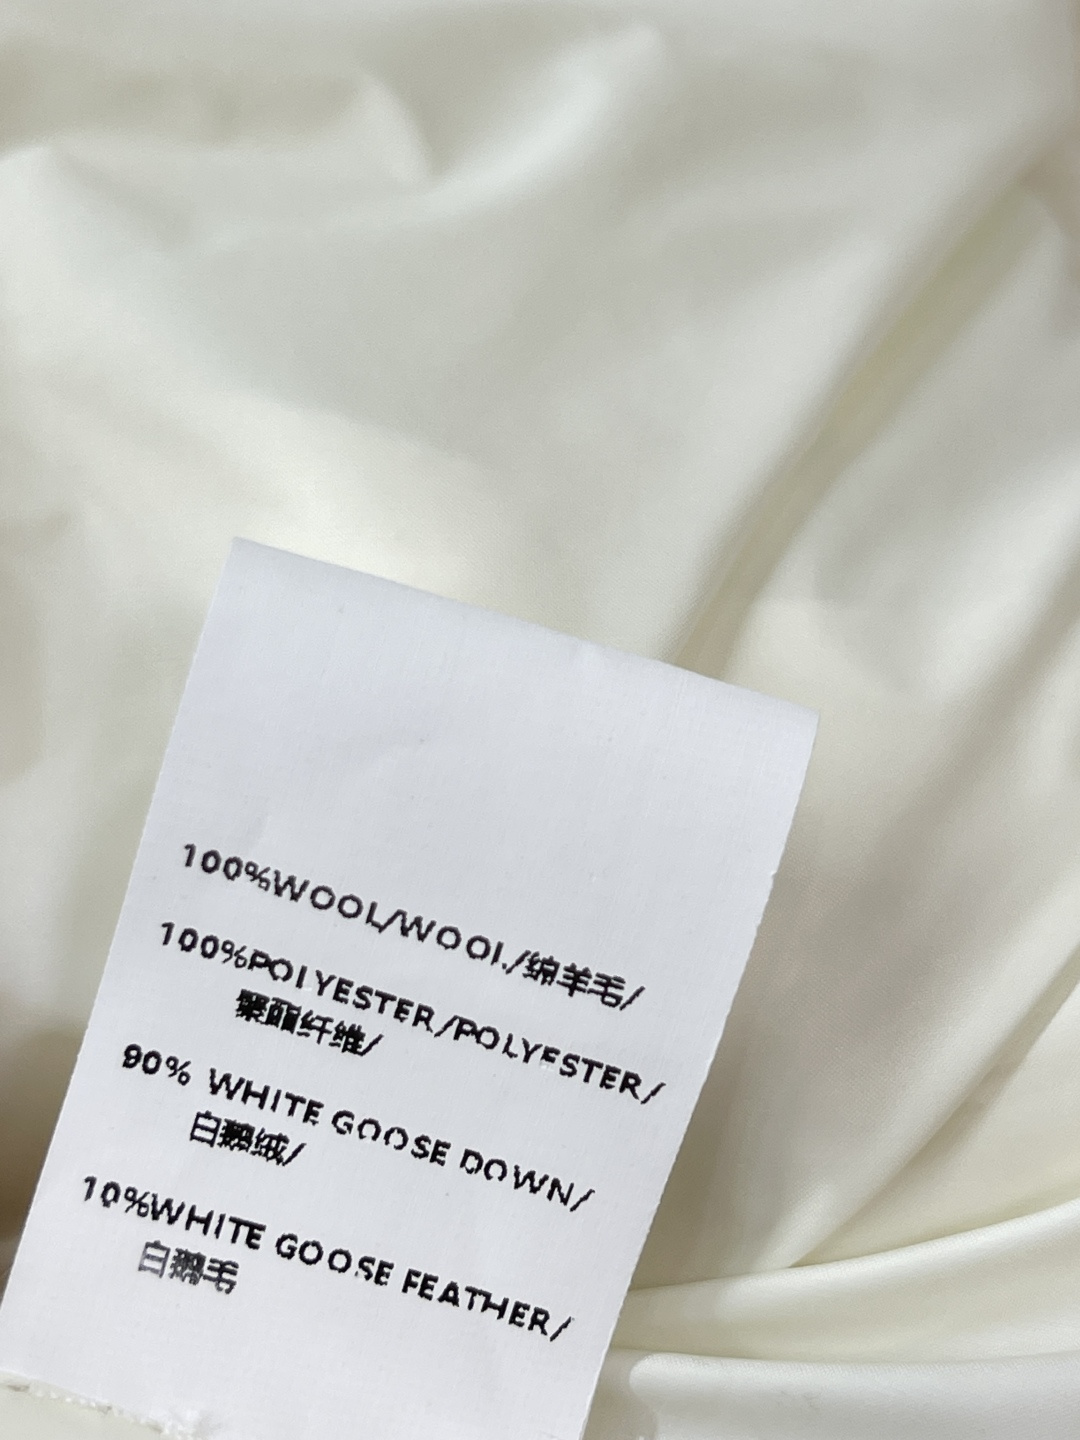 100%WOOL/WOOL/绵羊毛/
100%POLYESTER/POLYESTER/
聚酯纤维/
90% WHITE GOOSE DOWN/
白鹅绒/
10%WHITE GOOSE FEATHER/
白鹅毛